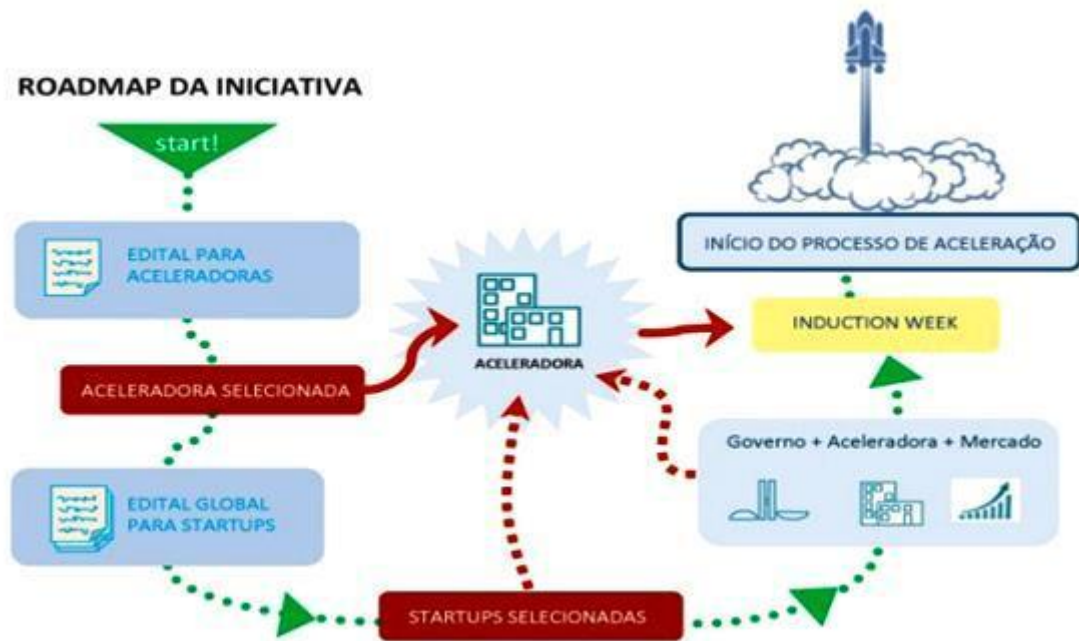 ROADMAP DA INICIATIVA
start!
EDITAL PARA
ACELERADORAS
ACELERADORA SELECIONADA
EDITAL GLOBAL
PARA STARTUPS
STARTUPS SELECIONADAS
ACELERADORA
Governo + Aceleradora + Mercado
INDUCTION WEEK
INÍCIO DO PROCESSO DE ACELERAÇÃO